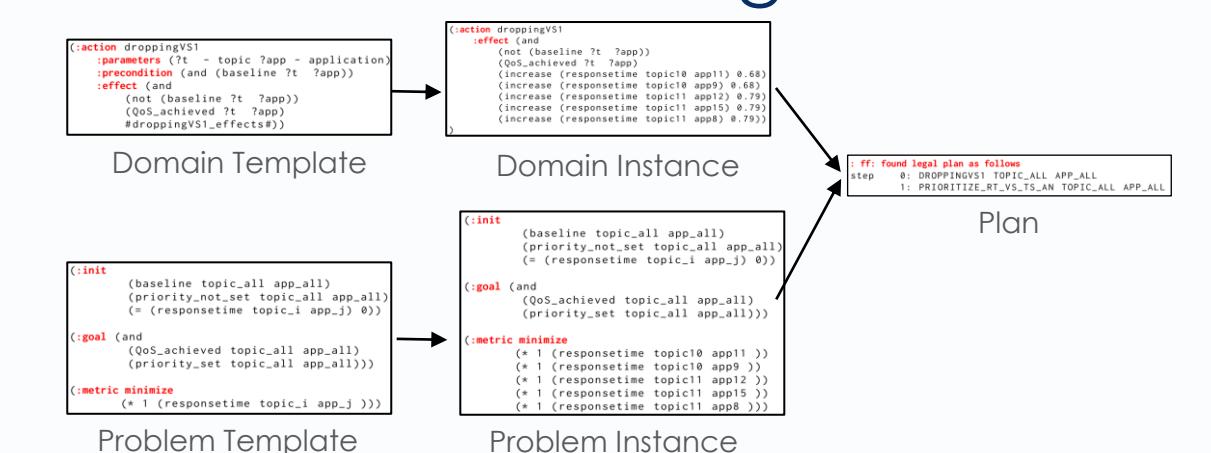 (:action droppingVS1
:parameters (?t - topic ?app - application)
:precondition (and (baseline ?t ?app))
:effect (and
(not (baseline ?t ?app))
(QoS_achieved ?t ?app)
#droppingVS1_effects#))
Domain Template
(:action droppingVS1
:effect (and
(not (baseline ?t ?app))
(QoS_achieved ?t ?app)
(increase (responsetime topic10 app11) 0.68)
(increase (responsetime topic10 app9) 0.68)
(increase (responsetime topic11 app12) 0.79)
(increase (responsetime topic11 app15) 0.79)
(increase (responsetime topic11 app8) 0.79))
)
Domain Instance
: ff: found legal plan as follows
step 0: DROPPINGVS1 TOPIC_ALL APP_ALL
1: PRIORITIZE_RT_VS_TS_AN TOPIC_ALL APP_ALL
Plan
(:init
(baseline topic_all app_all)
(priority_not_set topic_all app_all)
(= (responsetime topic_i app_j) 0))
(:goal (and
(QoS_achieved topic_all app_all)
(priority_set topic_all app_all)))
(:metric minimize
(* 1 (responsetime topic_i app_j )))
Problem Template
(:init
(baseline topic_all app_all)
(priority_not_set topic_all app_all)
(= (responsetime topic_i app_j) 0))
(:goal (and
(QoS_achieved topic_all app_all)
(priority_set topic_all app_all)))
(:metric minimize
(* 1 (responsetime topic10 app11 ))
(* 1 (responsetime topic10 app9 ))
(* 1 (responsetime topic11 app12 ))
(* 1 (responsetime topic11 app15 ))
(* 1 (responsetime topic11 app8 )))
Problem Instance